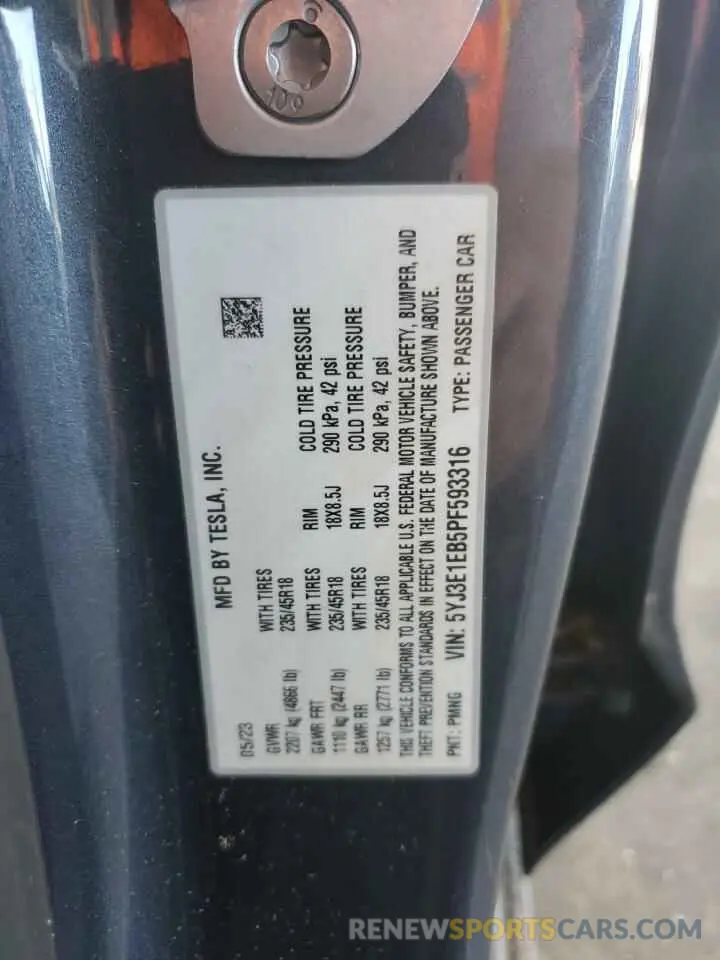 MFD BY TESLA, INC.
05/23
GVWR WITH TIRES
2207 kg (4866 lb) 235/45R18
GAWR FRT WITH TIRES RIM COLD TIRE PRESSURE
1110 kg (2447 lb) 235/45R18 18X8.5J 290 kPa, 42 psi
GAWR RR WITH TIRES RIM COLD TIRE PRESSURE
1257 kg (2771 lb) 235/45R18 18X8.5J 290 kPa, 42 psi
THIS VEHICLE CONFORMS TO ALL APPLICABLE U.S. FEDERAL MOTOR VEHICLE SAFETY, BUMPER, AND
THEFT PREVENTION STANDARDS IN EFFECT ON THE DATE OF MANUFACTURE SHOWN ABOVE.
PKT: PMNG VIN: 5YJ3E1EB5PF593316 TYPE: PASSENGER CAR
RENEWSPORTSCARS.COM